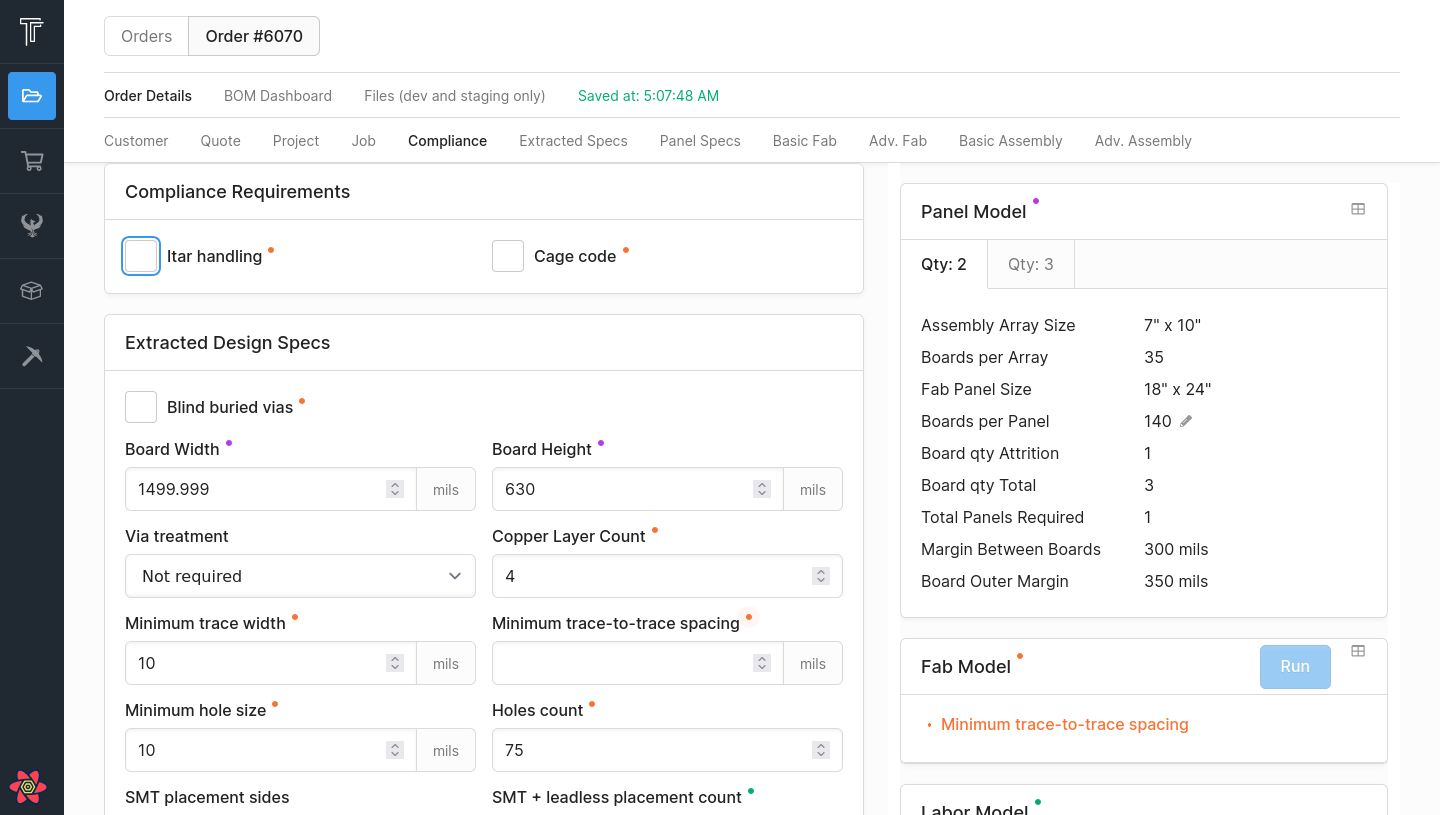 Orders
Order #6070
Order Details
BOM Dashboard
Files (dev and staging only)
Saved at: 5:07:48 AM
Customer
Quote
Project
Job
Compliance
Extracted Specs
Panel Specs
Basic Fab
Adv. Fab
Basic Assembly
Adv. Assembly
Compliance Requirements
Itar handling
Cage code
Extracted Design Specs
Blind buried vias
Board Width
Board Height
1499.999
mils
630
mils
Via treatment
Copper Layer Count
Not required
4
Minimum trace width
Minimum trace-to-trace spacing
10
mils
mils
Minimum hole size
Holes count
10
mils
75
SMT placement sides
SMT + leadless placement count
Panel Model
Qty: 2
Qty: 3
Assembly Array Size
7" x 10"
Boards per Array
35
Fab Panel Size
18" x 24"
Boards per Panel
140
Board qty Attrition
1
Board qty Total
3
Total Panels Required
1
Margin Between Boards
300 mils
Board Outer Margin
350 mils
Fab Model
Run
Minimum trace-to-trace spacing
Labor Model